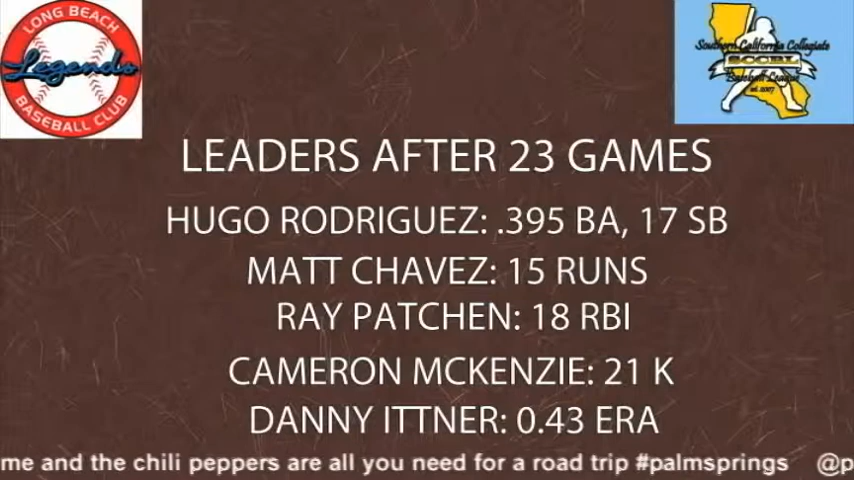 LONG BEACH
Legends
BASEBALL CLUB
Southern California Collegiate
SCCBL
Baseball League
est. 2007
LEADERS AFTER 23 GAMES
HUGO RODRIGUEZ: .395 BA, 17 SB
MATT CHAVEZ: 15 RUNS
RAY PATCHEN: 18 RBI
CAMERON MCKENZIE: 21 K
DANNY ITTNER: 0.43 ERA
me and the chili peppers are all you need for a road trip #palmsprings @p